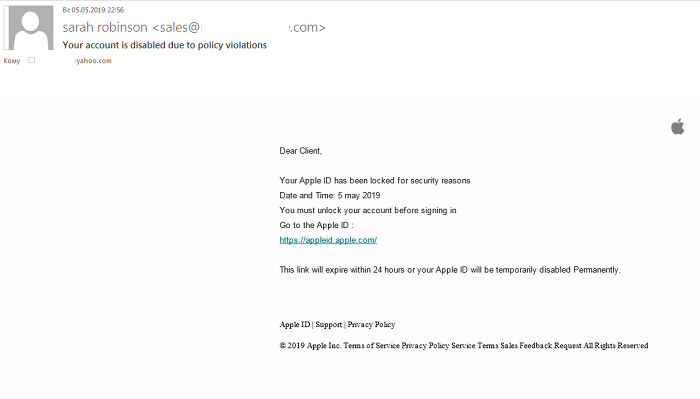 Вс 05.05.2019 22:56
sarah robinson <sales@ .com>
Your account is disabled due to policy violations
Кому yahoo.com
Dear Client,
Your Apple ID has been locked for security reasons
Date and Time: 5 may 2019
You must unlock your account before signing in
Go to the Apple ID :
https://appleid.apple.com/
This link will expire within 24 hours or your Apple ID will be temporarily disabled Permanently.
Apple ID | Support | Privacy Policy
© 2019 Apple Inc. Terms of Service Privacy Policy Service Terms Sales Feedback Request All Rights Reserved